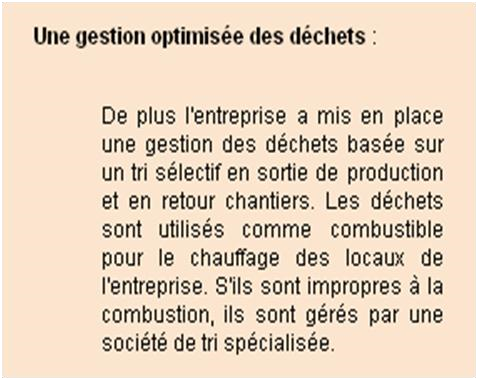 Une gestion optimisée des déchets :
De plus l'entreprise a mis en place
une gestion des déchets basée sur
un tri sélectif en sortie de production
et en retour chantiers. Les déchets
sont utilisés comme combustible
pour le chauffage des locaux de
l'entreprise. S'ils sont impropres à la
combustion, ils sont gérés par une
société de tri spécialisée.